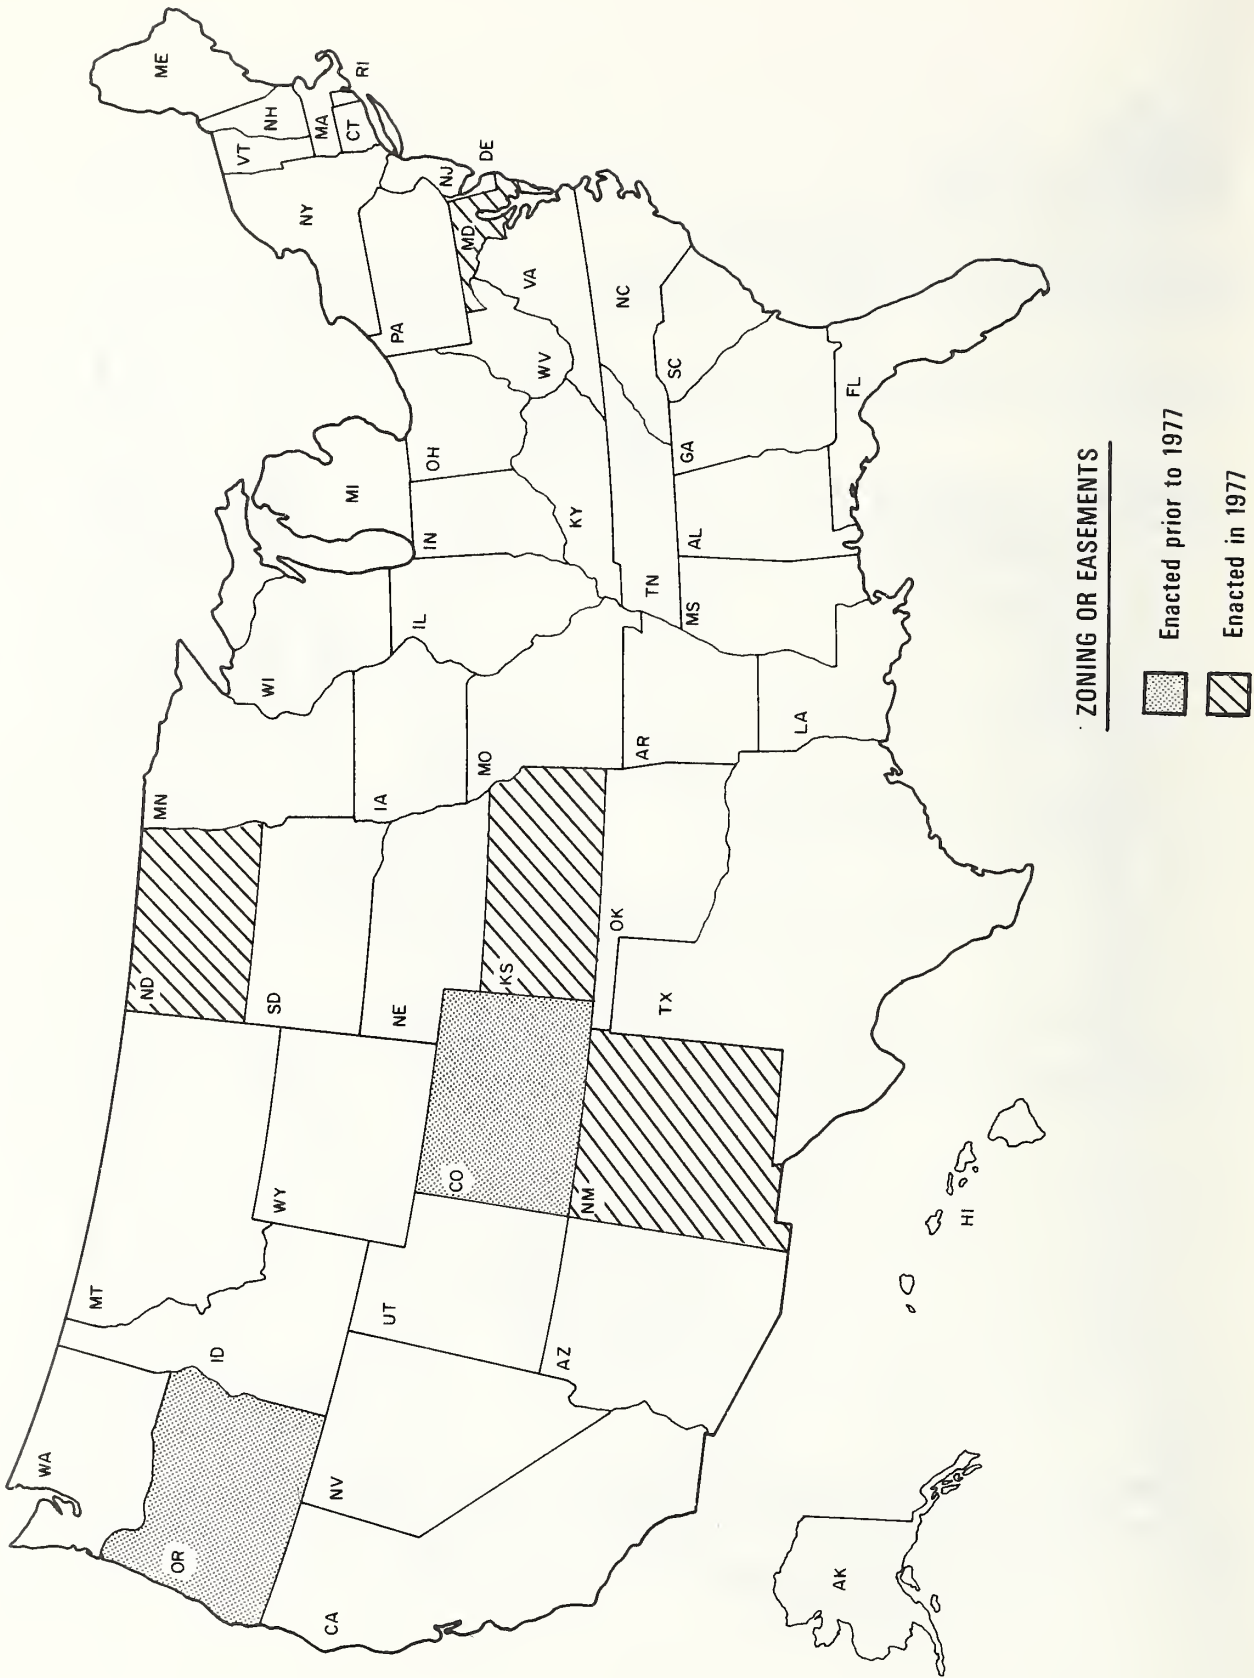 WA
OR
CA
NV
ID
MT
WY
UT
AZ
CO
NM
ND
SD
NE
KS
OK
TX
MN
IA
MO
AR
LA
WI
IL
MI
IN
OH
KY
TN
MS
AL
GA
FL
SC
NC
VA
WV
PA
NY
VT
NH
ME
MA
RI
CT
NJ
DE
MD
AK
HI
ZONING OR EASEMENTS
Enacted prior to 1977
Enacted in 1977